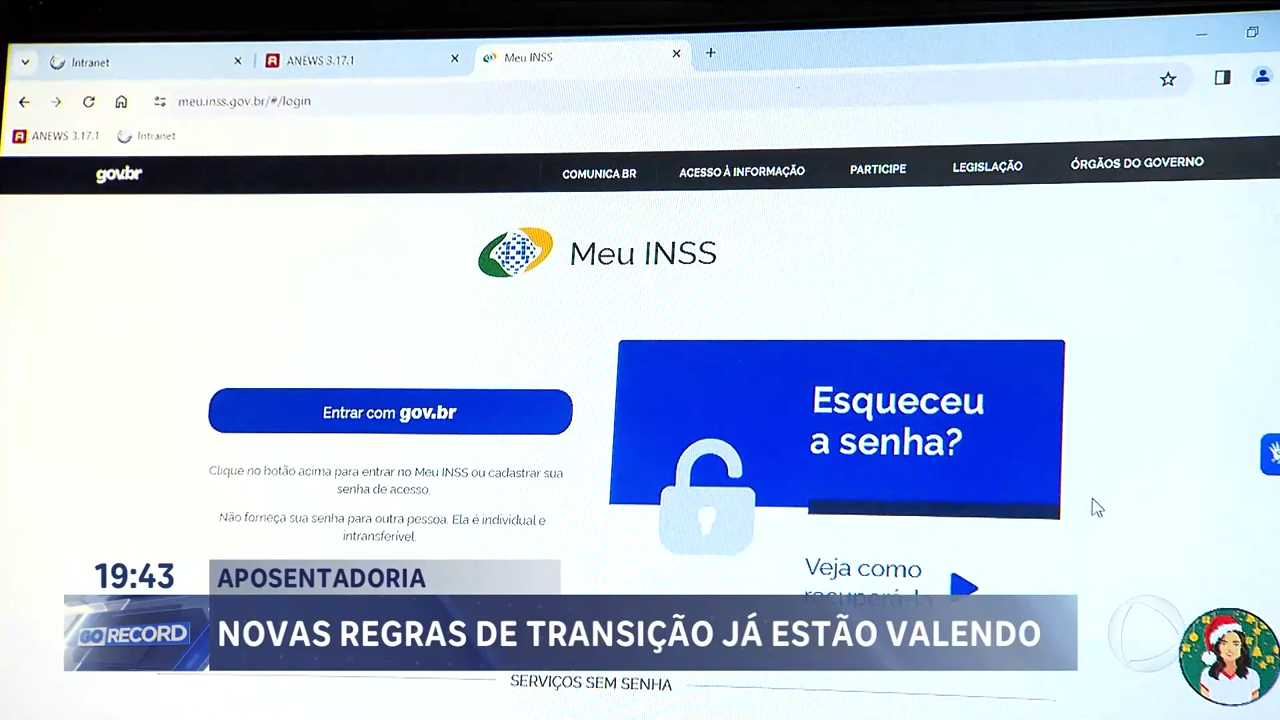 Intranet
ANEWS 3.17.1
Meu INSS
meu.inss.gov.br/#/login
ANEWS 3.17.1
Intranet
gov.br
COMUNICA BR
ACESSO À INFORMAÇÃO
PARTICIPE
LEGISLAÇÃO
ÓRGÃOS DO GOVERNO
Meu INSS
Entrar com gov.br
Clique no botão acima para entrar no Meu INSS ou cadastrar sua
senha de acesso.
Não forneça sua senha para outra pessoa. Ela é individual e
intransferível.
Esqueceu
a senha?
Veja como
recuperá-la
19:43
APOSENTADORIA
GO RECORD
NOVAS REGRAS DE TRANSIÇÃO JÁ ESTÃO VALENDO
SERVIÇOS SEM SENHA